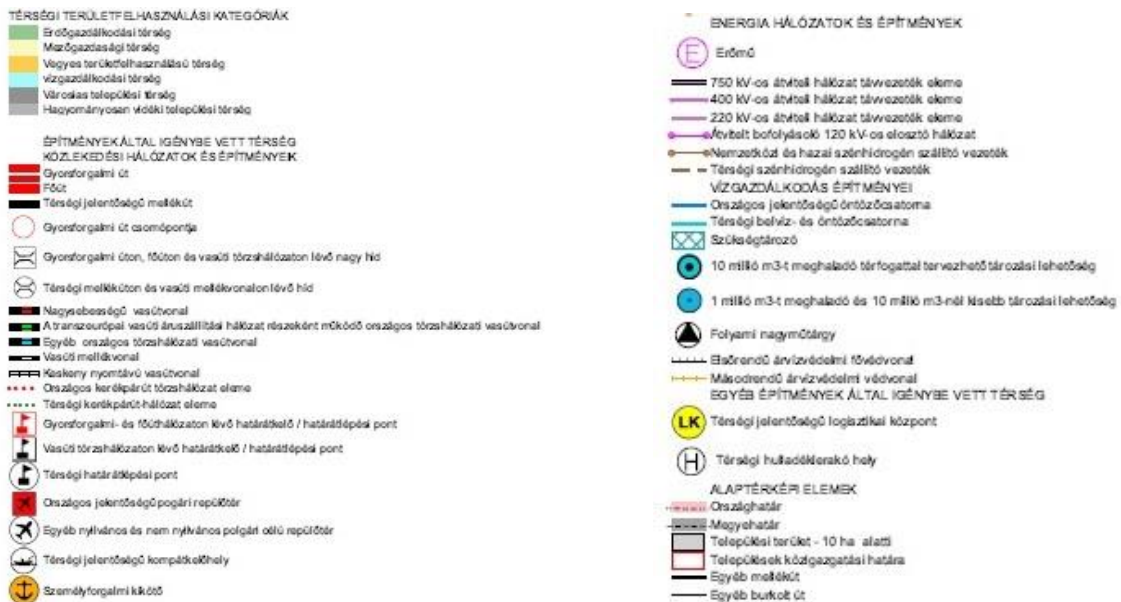 TÉRSÉGI TERÜLETFELHASZNÁLÁSI KATEGÓRIÁK
Erdőgazdálkodási térség
Mezőgazdasági térség
Vegyes területfelhasználású térség
vízgazdálkodási térség
Városias települési térség
Hagyományosan vidéki települési térség
ÉPÍTMÉNYEK ÁLTAL IGÉNYBE VETT TÉRSÉG
KÖZLEKEDÉSI HÁLÓZATOK ÉS ÉPÍTMÉNYEIK
Gyorsforgalmi út
Főút
Térségi jelentőségű mellékút
Gyorsforgalmi út csomópontja
Gyorsforgalmi úton, főúton és vasúti törzshálózaton lévő nagy híd
Térségi mellékúton és vasúti mellékvonalon lévő híd
Nagysebességű vasútvonal
A transzeurópai vasúti áruszállítási hálózat részeként működő országos törzshálózati vasútvonal
Egyéb országos törzshálózati vasútvonal
Vasúti mellékvonal
Keskeny nyomtávú vasútvonal
Országos kerékpárút törzshálózat eleme
Térségi kerékpárút-hálózat eleme
Gyorsforgalmi- és főúthálózaton lévő határátkelő / határátlépési pont
Vasúti törzshálózaton lévő határátkelő / határátlépési pont
Térségi határátlépési pont
Országos jelentőségű pogári repülőtér
Egyéb nyilvános és nem nyilvános polgári célú repülőtér
Térségi jelentőségű kompátkelőhely
Személyforgalmi kikötő
ENERGIA HÁLÓZATOK ÉS ÉPÍTMÉNYEK
E Erőmű
750 kV-os átviteli hálózat távvezeték eleme
400 kV-os átviteli hálózat távvezeték eleme
220 kV-os átviteli hálózat távvezeték eleme
Átvitelt bofolyásoló 120 kV-os elosztó hálózat
Nemzetközi és hazai szénhidrogén szállító vezeték
Térségi szénhidrogén szállító vezeték
VÍZGAZDÁLKODÁS ÉPÍTMÉNYEI
Országos jelentőségű öntözőcsatorna
Térségi belvíz- és öntözőcsatorna
Szükségtározó
10 millió m3-t meghaladó térfogattal tervezhető tározási lehetőség
1 millió m3-t meghaladó és 10 millió m3-nél kisebb tározási lehetőség
Folyami nagyműtárgy
Elsőrendű árvízvédelmi fővédvonal
Másodrendű árvízvédelmi védvonal
EGYÉB ÉPÍTMÉNYEK ÁLTAL IGÉNYBE VETT TÉRSÉG
LK Térségi jelentőségű logisztikai központ
H Térségi hulladéklerakó hely
ALAPTÉRKÉPI ELEMEK
Országhatár
Megyehatár
Települési terület - 10 ha alatti
Települések közigazgatási határa
Egyéb mellékút
Egyéb burkolt út